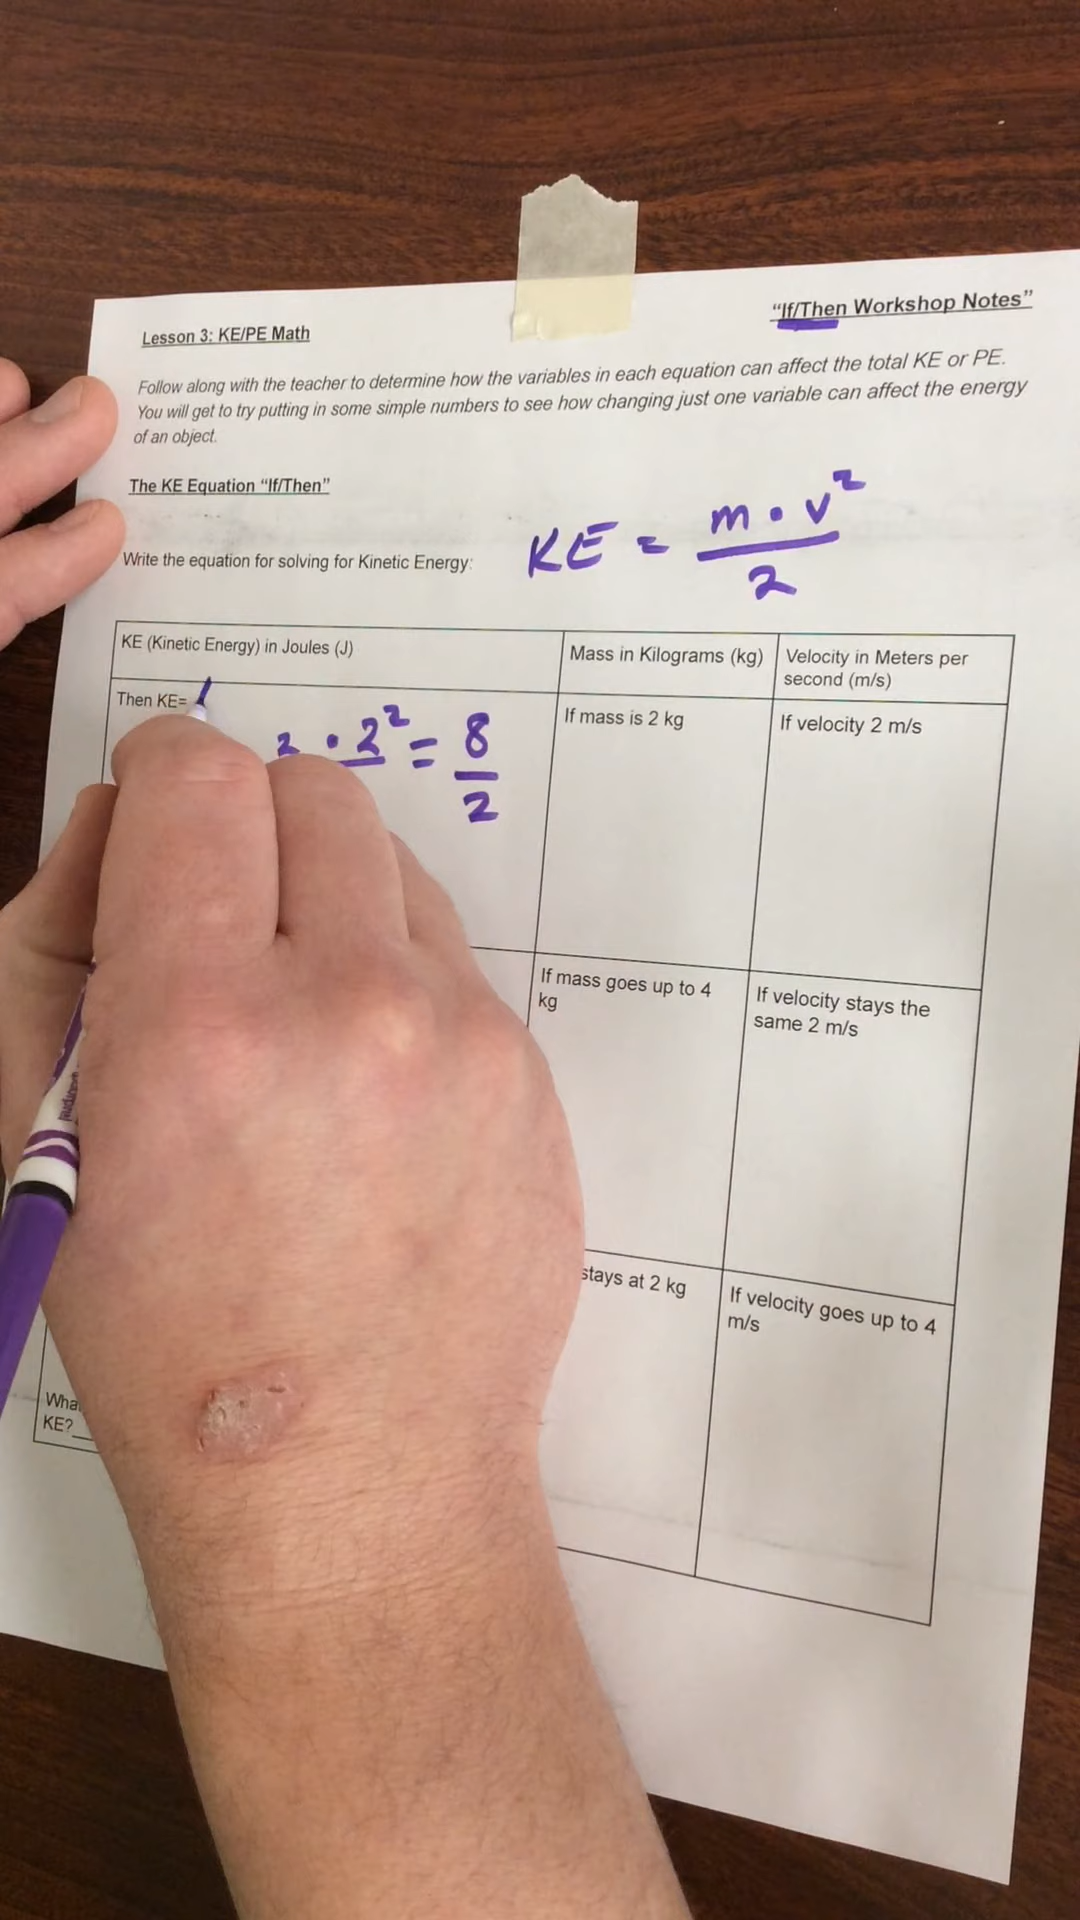 "If/Then Workshop Notes"
Lesson 3: KE/PE Math
Follow along with the teacher to determine how the variables in each equation can affect the total KE or PE.
You will get to try putting in some simple numbers to see how changing just one variable can affect the energy
of an object.
The KE Equation "If/Then"
Write the equation for solving for Kinetic Energy:
KE = m • v²
2
KE (Kinetic Energy) in Joules (J)
Mass in Kilograms (kg)
Velocity in Meters per
second (m/s)
Then KE=
2 • 2² = 8
2
If mass is 2 kg
If velocity 2 m/s
If mass goes up to 4
kg
If velocity stays the
same 2 m/s
stays at 2 kg
If velocity goes up to 4
m/s
KE?